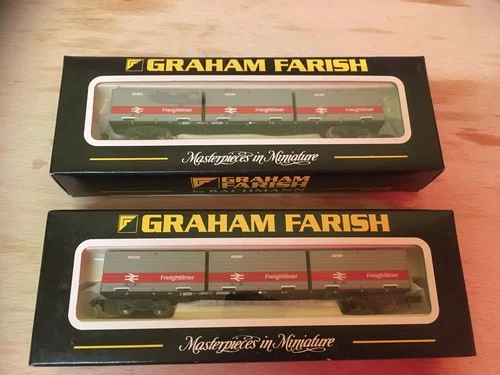 GRAHAM FARISH
Freightliner Freightliner Freightliner
Masterpieces in Miniature
GRAHAM
FARISH
by BACHMANN
GRAHAM FARISH
Freightliner Freightliner Freightliner
Masterpieces in Miniature